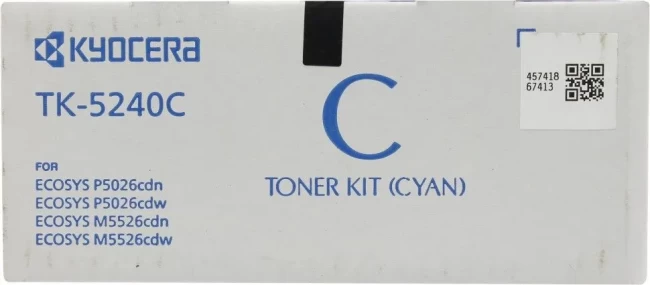 KYOCERA
TK-5240C
FOR
ECOSYS P5026cdn
ECOSYS P5026cdw
ECOSYS M5526cdn
ECOSYS M5526cdw
C
TONER KIT (CYAN)
457418
67413